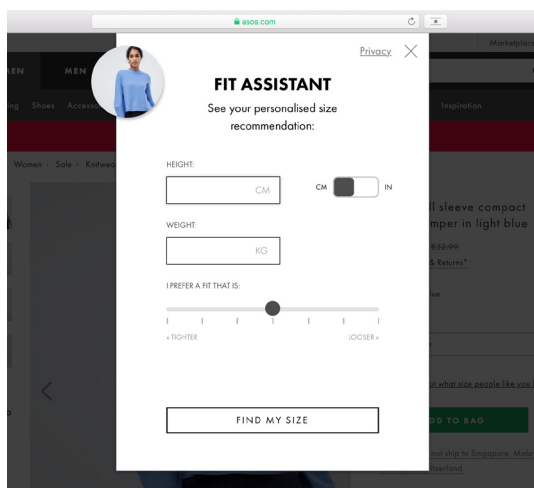 asos.com
Marketplace
MEN
MEN
Shoes
Inspiration
Privacy
FIT ASSISTANT
See your personalised size
recommendation:
Women › Sale › Knitwea
HEIGHT:
CM
CM
IN
ll sleeve compact
mper in light blue
€52.99
& Returns*
WEIGHT:
KG
I PREFER A FIT THAT IS:
« TIGHTER
LOOSER »
ut what size people like you
FIND MY SIZE
DD TO BAG
not ship to Singapore, Mala
itzerland.